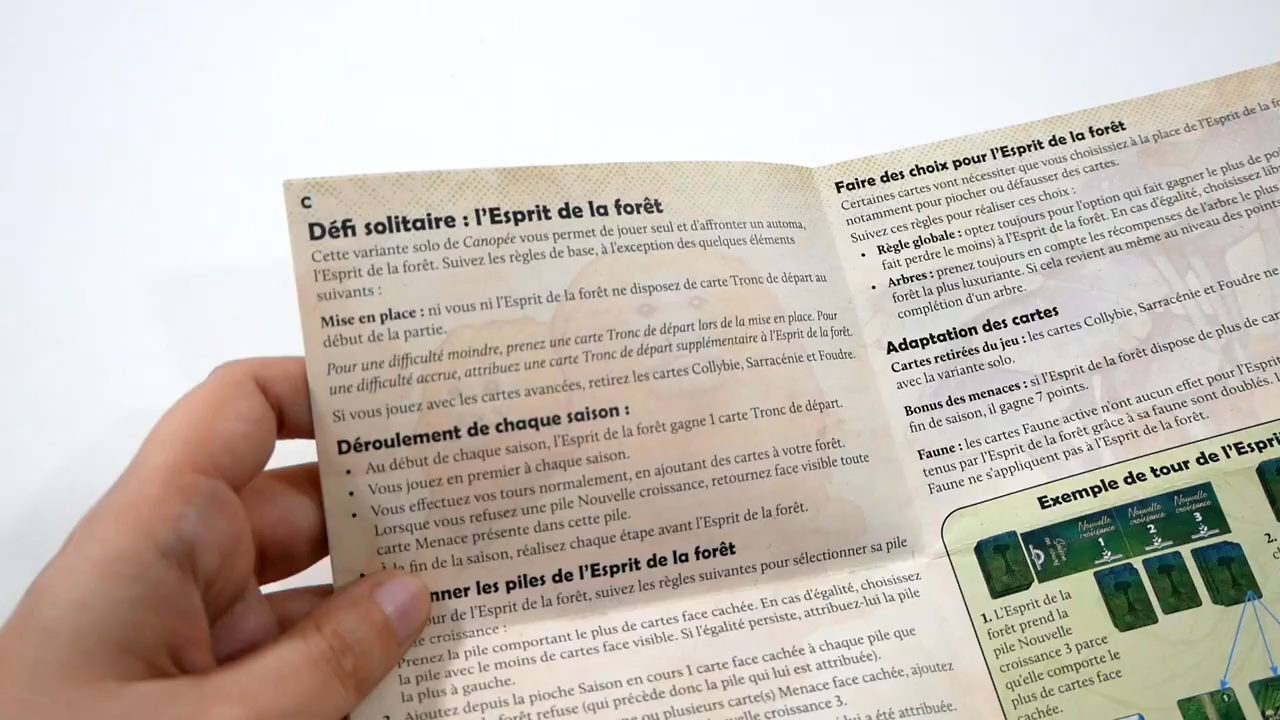 C
Défi solitaire : l'Esprit de la forêt
Cette variante solo de Canopée vous permet de jouer seul et d'affronter un automa,
l'Esprit de la forêt. Suivez les règles de base, à l'exception des quelques éléments
suivants :
Mise en place : ni vous ni l'Esprit de la forêt ne disposez de carte Tronc de départ au
début de la partie.
Pour une difficulté moindre, prenez une carte Tronc de départ lors de la mise en place. Pour
une difficulté accrue, attribuez une carte Tronc de départ supplémentaire à l'Esprit de la forêt.
Si vous jouez avec les cartes avancées, retirez les cartes Collybie, Sarracénie et Foudre.
Déroulement de chaque saison :
• Au début de chaque saison, l'Esprit de la forêt gagne 1 carte Tronc de départ.
• Vous jouez en premier à chaque saison.
• Vous effectuez vos tours normalement, en ajoutant des cartes à votre forêt.
Lorsque vous refusez une pile Nouvelle croissance, retournez face visible toute
carte Menace présente dans cette pile.
À la fin de la saison, réalisez chaque étape avant l'Esprit de la forêt.
les piles de l'Esprit de la forêt
de l'Esprit de la forêt, suivez les règles suivantes pour sélectionner sa pile
croissance :
Prenez la pile comportant le plus de cartes face cachée. En cas d'égalité, choisissez
la pile avec le moins de cartes face visible. Si l'égalité persiste, attribuez-lui la pile
la plus à gauche.
Ajoutez depuis la pioche Saison en cours 1 carte face cachée à chaque pile que
forêt refuse (qui précède donc la pile qui lui est attribuée).
ou plusieurs carte(s) Menace face cachée, ajoutez
croissance 3.
lui a été attribuée.
Faire des choix pour l'Esprit de la forêt
Certaines cartes vont nécessiter que vous choisissiez à la place de l'Esprit de la
notamment pour piocher ou défausser des cartes.
Suivez ces règles pour réaliser ces choix :
• Règle globale : optez toujours pour l'option qui fait gagner le plus de
fait perdre le moins) à l'Esprit de la forêt. En cas d'égalité, choisissez
• Arbres : prenez toujours en compte les récompenses de l'arbre le plus
forêt la plus luxuriante. Si cela revient au même au niveau des
complétion d'un arbre.
Adaptation des cartes
Cartes retirées du jeu : les cartes Collybie, Sarracénie et Foudre
avec la variante solo.
Bonus des menaces : si l'Esprit de la forêt dispose de plus de
fin de saison, il gagne 7 points.
Faune : les cartes Faune active n'ont aucun effet pour
tenus par l'Esprit de la forêt grâce à sa faune sont doublés.
Faune ne s'appliquent pas à l'Esprit de la forêt.
Exemple de tour de
Nouvelle croissance 1
Nouvelle croissance 2
Nouvelle croissance 3
1. L'Esprit de la
forêt prend la
pile Nouvelle
croissance 3 parce
qu'elle comporte le
plus de cartes face
cachée.
2.